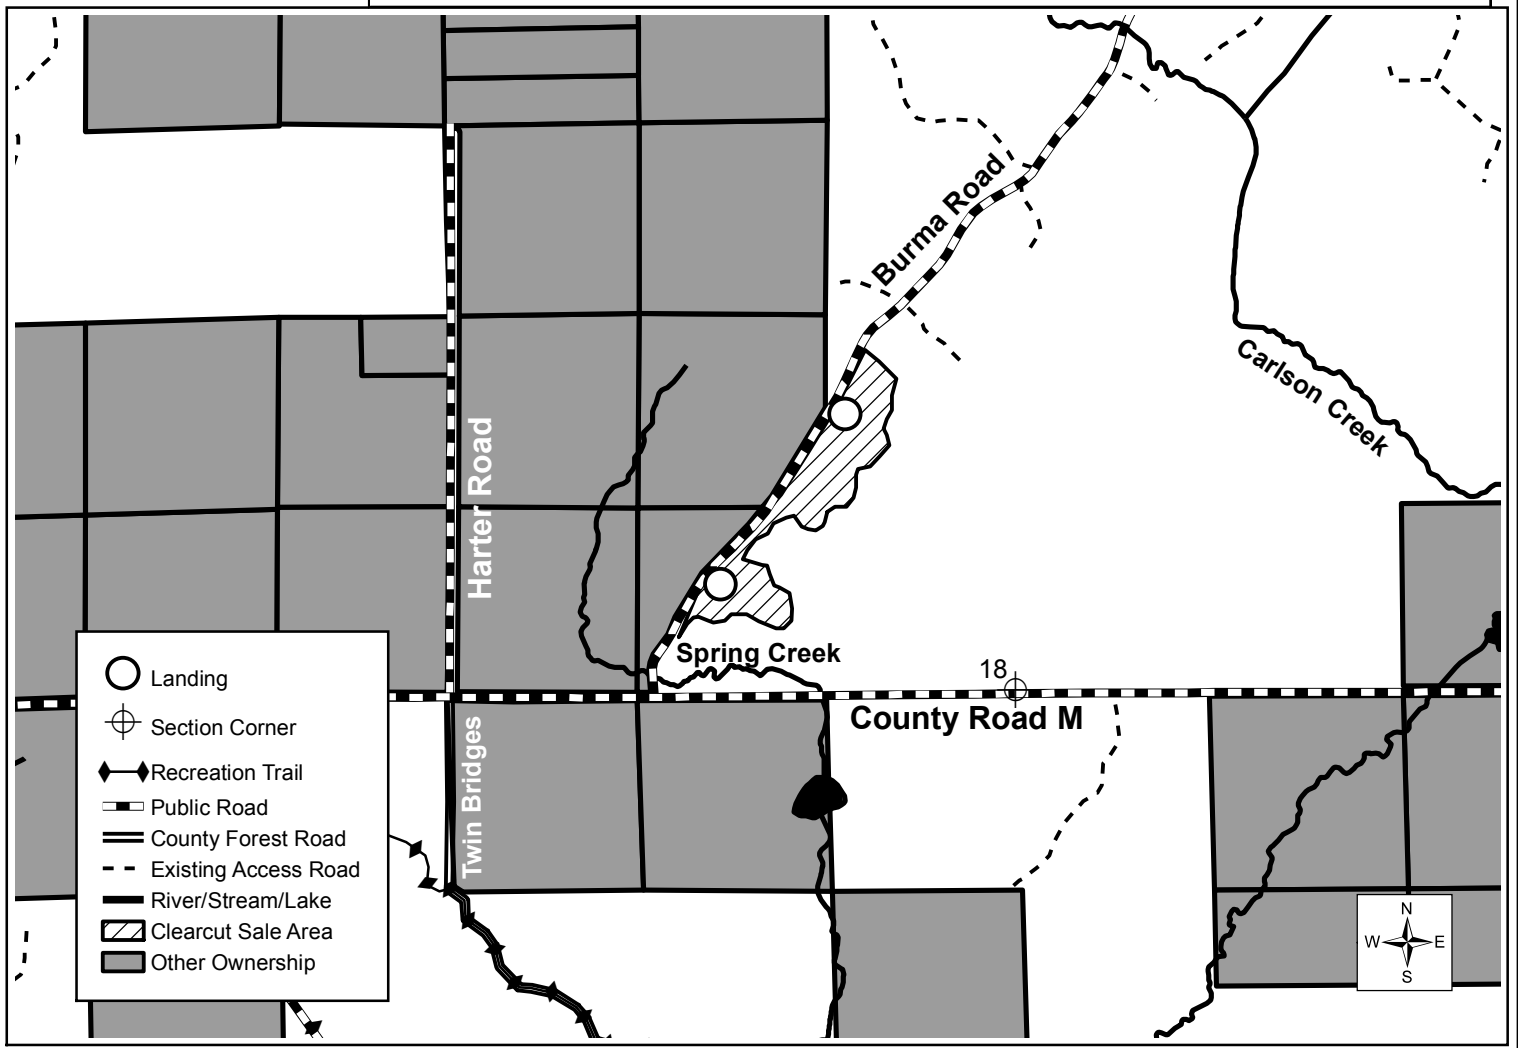 Burma Road
Carlson Creek
Harter Road
Spring Creek
18
County Road M
Twin Bridges
Landing
Section Corner
Recreation Trail
Public Road
County Forest Road
Existing Access Road
River/Stream/Lake
Clearcut Sale Area
Other Ownership
N
W E
S